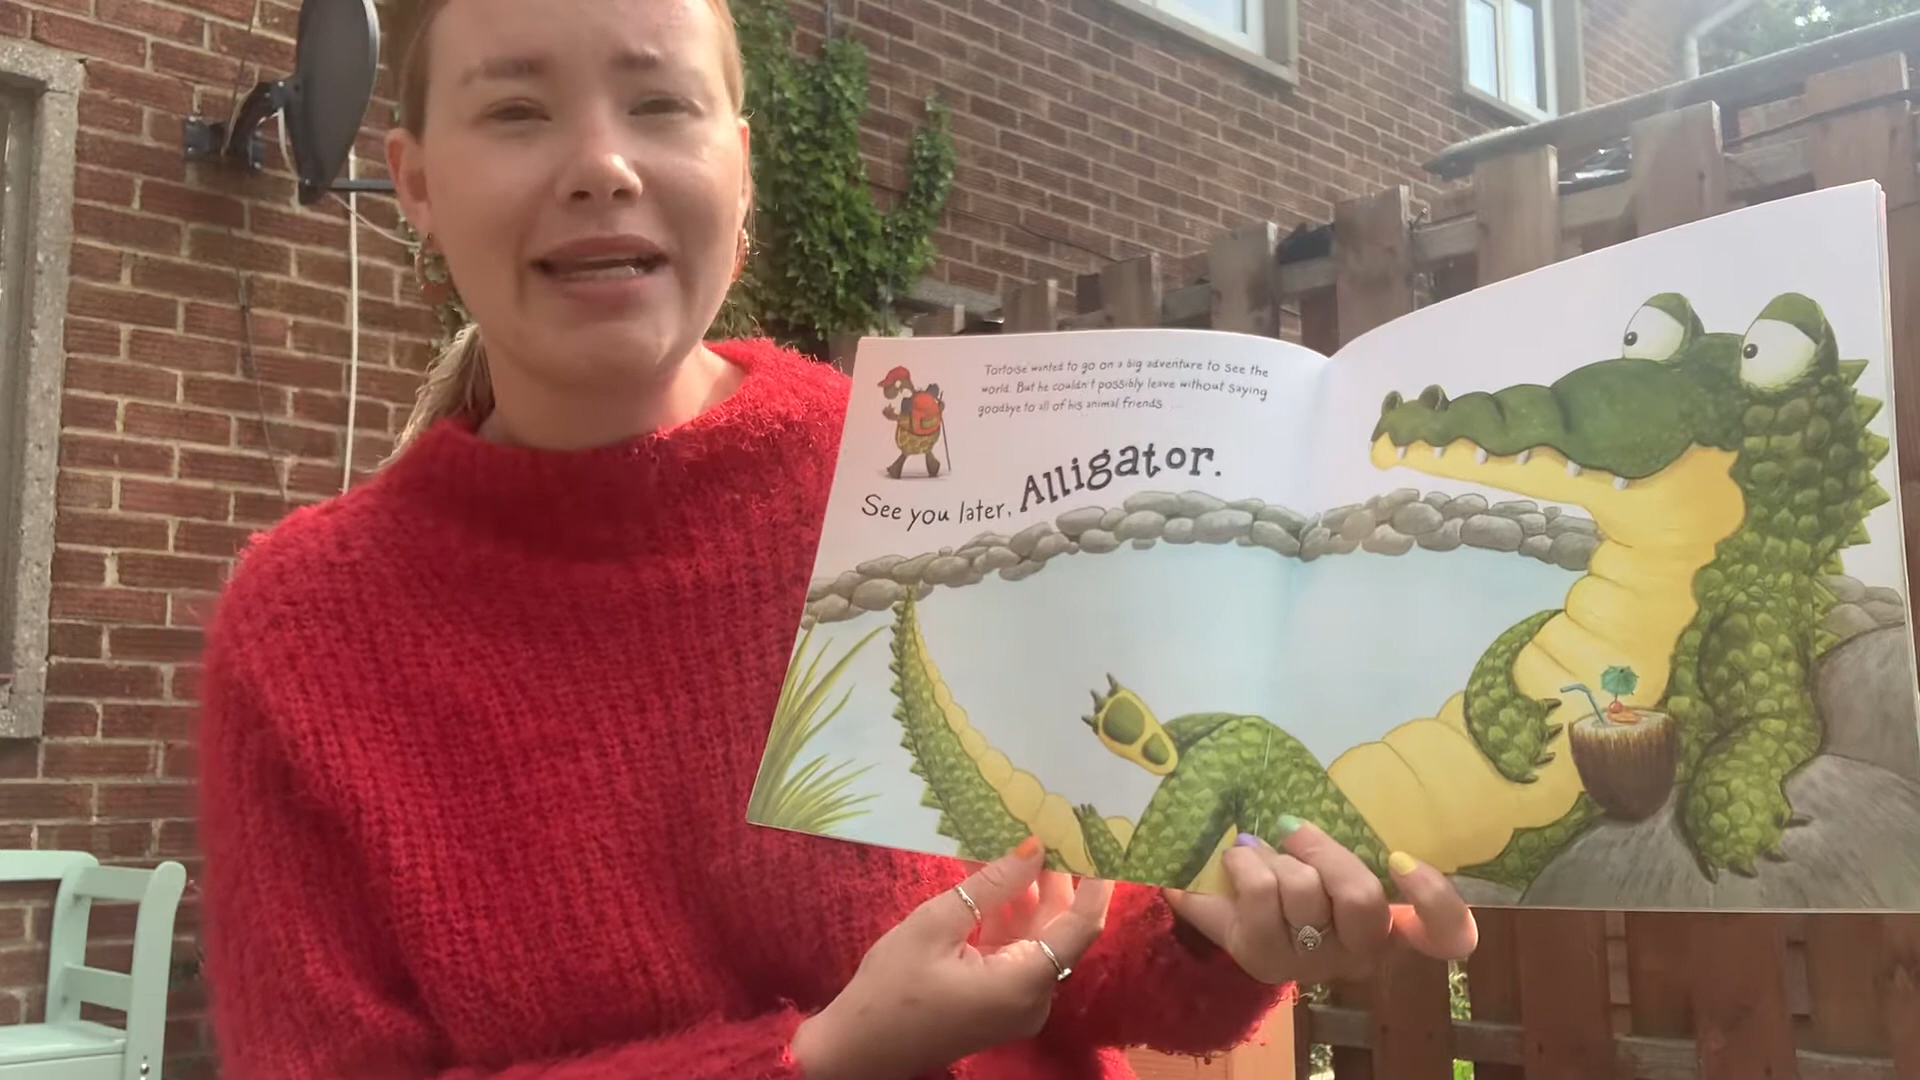 Tortoise wanted to go on a big adventure to see the
world. But he couldn't possibly leave without saying
goodbye to all of his animal friends ...
See you later, Alligator.